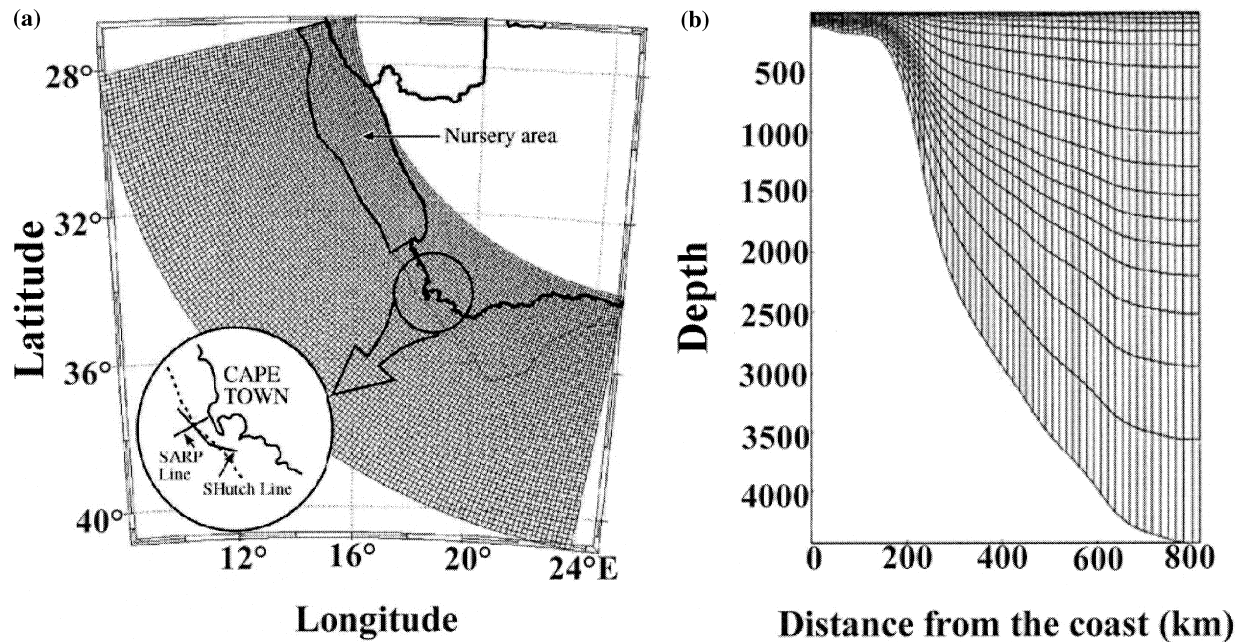 (a)
28°
32°
36°
40°
Latitude
Nursery area
CAPE
TOWN
SARP
Line
SHutch Line
12°
16°
20°
24°E
Longitude
(b)
500
1000
1500
2000
2500
3000
3500
4000
Depth
0
200
400
600
800
Distance from the coast (km)